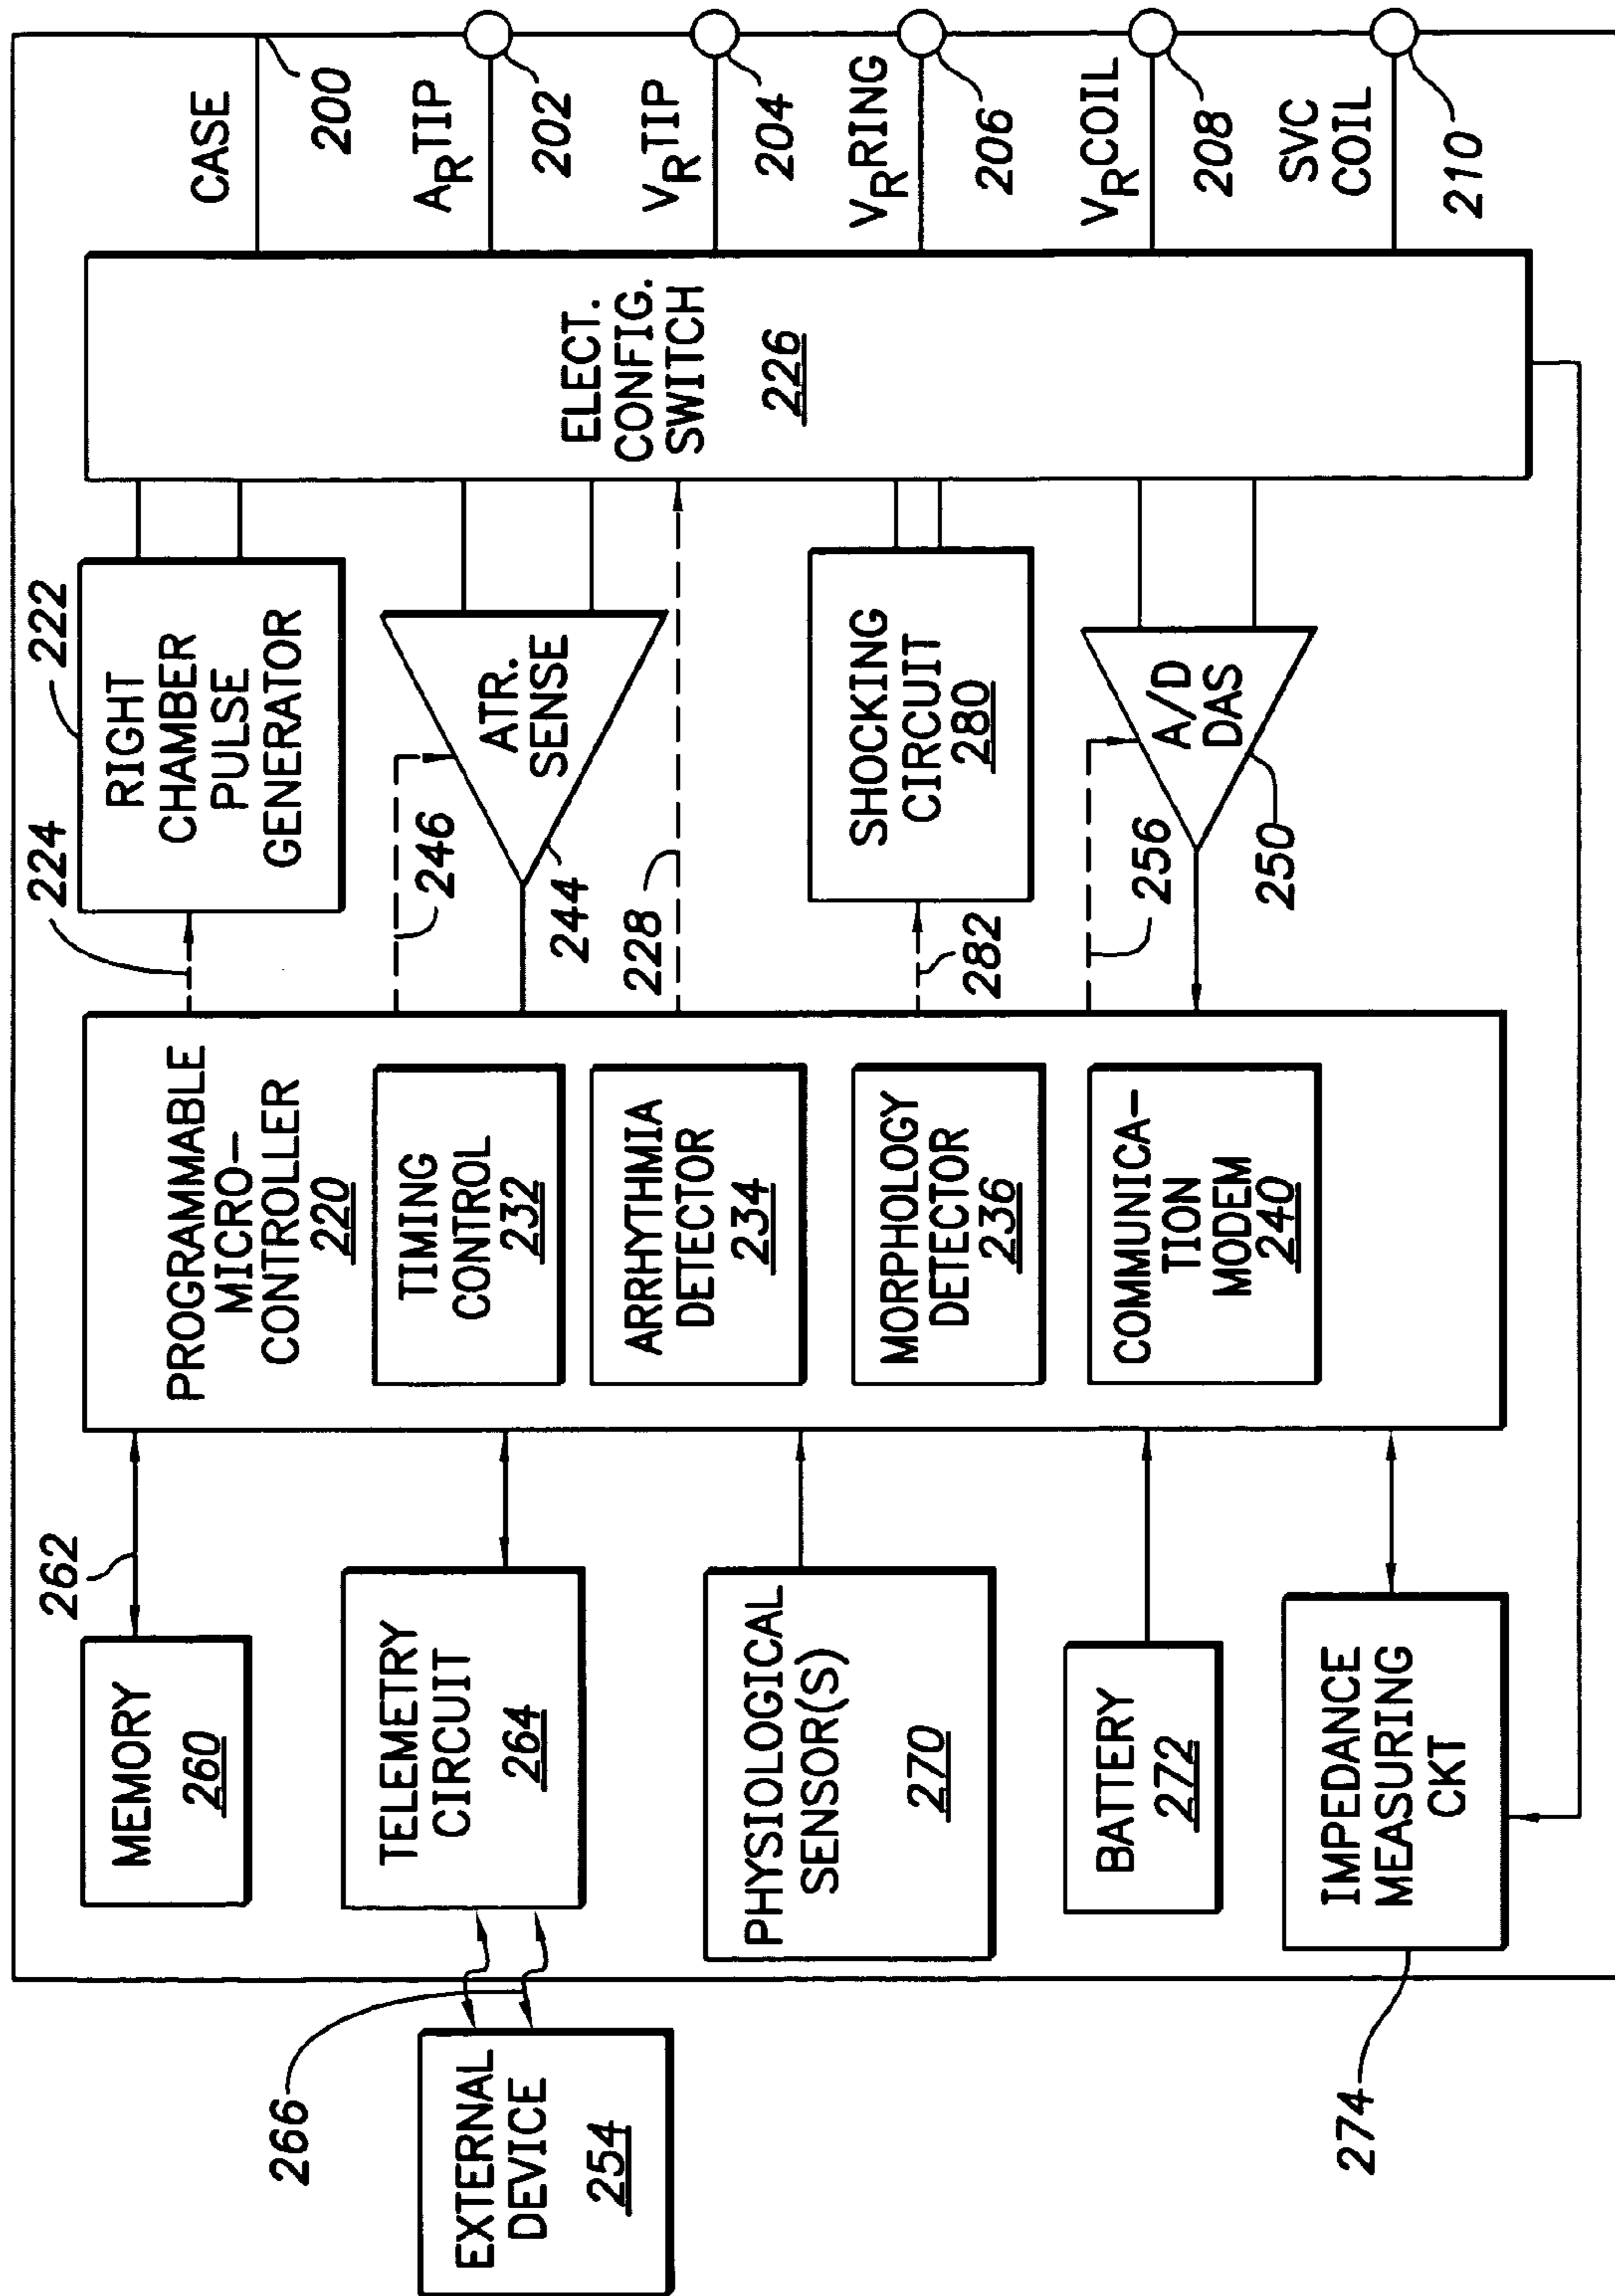 CASE
200
ARTIP
202
VRTIP
204
VRRING
206
VRCOIL
208
SVC
COIL
210
ELECT.
CONFIG.
SWITCH
226
222
RIGHT
CHAMBER
PULSE
GENERATOR
224
ATR.
SENSE
246
244
228
SHOCKING
CIRCUIT
280
282
A/D
DAS
256
250
PROGRAMMABLE
MICRO-
CONTROLLER
220
TIMING
CONTROL
232
ARRHYTHMIA
DETECTOR
234
MORPHOLOGY
DETECTOR
236
COMMUNICA-
TION
MODEM
240
262
MEMORY
260
TELEMETRY
CIRCUIT
264
PHYSIOLOGICAL
SENSOR(S)
270
BATTERY
272
IMPEDANCE
MEASURING
CKT
274
266
EXTERNAL
DEVICE
254